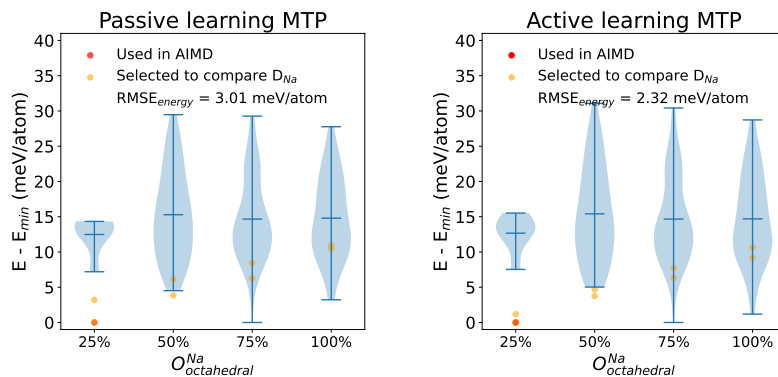 Passive learning MTP
40
35
30
25
20
15
10
5
0
E - E_min (meV/atom)
Used in AIMD
Selected to compare D_Na
RMSE_energy = 3.01 meV/atom
25% 50% 75% 100%
O^Na_octahedral
Active learning MTP
40
35
30
25
20
15
10
5
0
E - E_min (meV/atom)
Used in AIMD
Selected to compare D_Na
RMSE_energy = 2.32 meV/atom
25% 50% 75% 100%
O^Na_octahedral